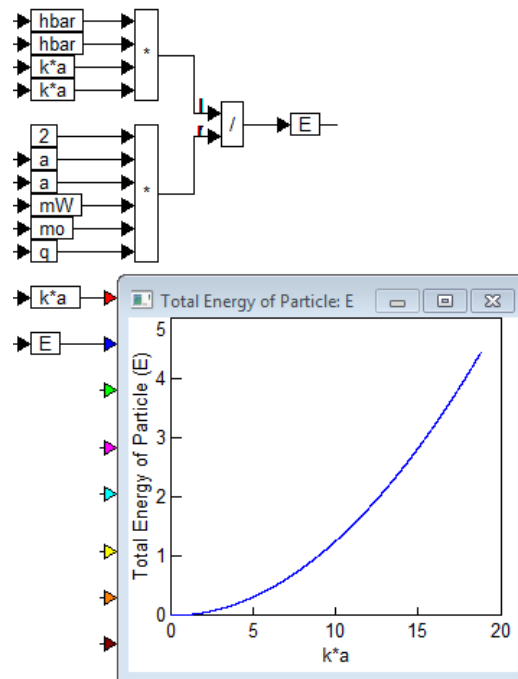 hbar
hbar
k*a
k*a
*
2
a
a
mW
mo
q
*
/
E
k*a
E
Total Energy of Particle: E
Total Energy of Particle (E)
5
4
3
2
1
0
0 5 10 15 20
k*a